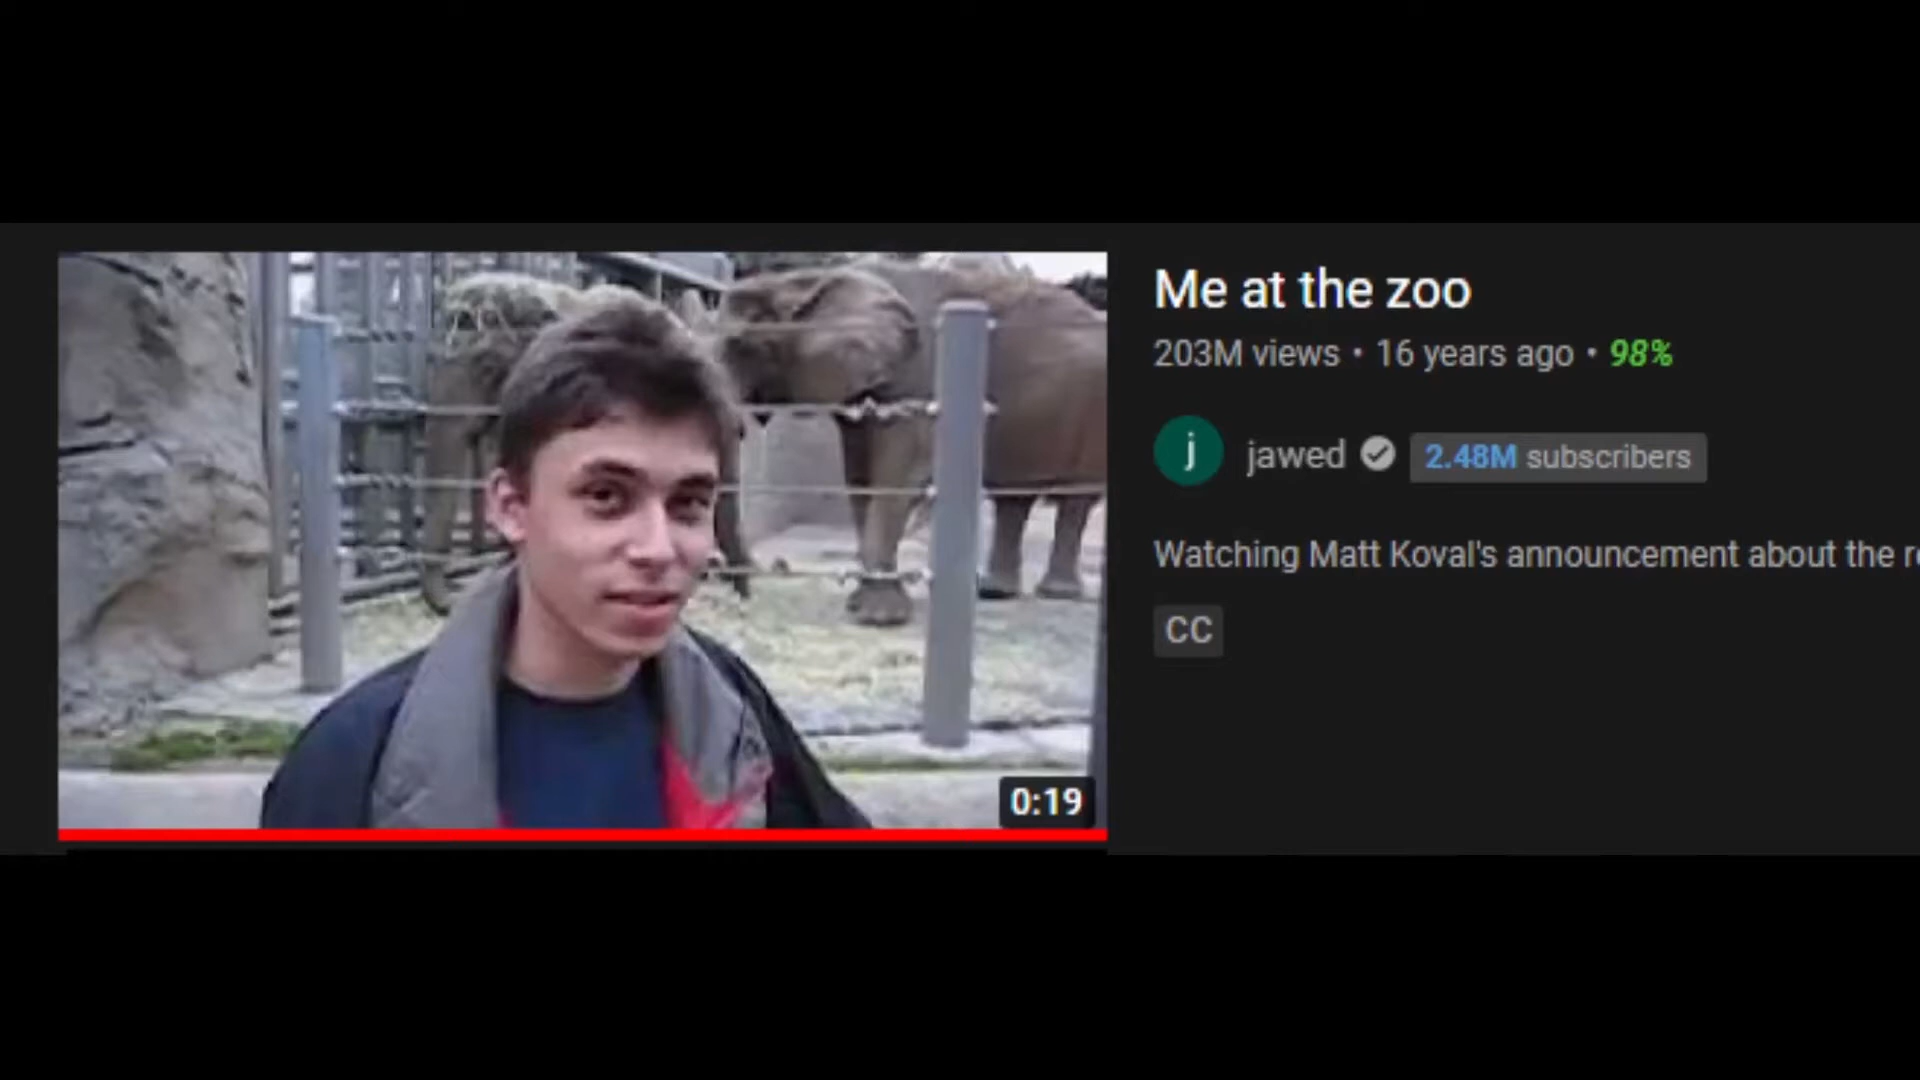 Me at the zoo
203M views • 16 years ago • 98%
j jawed 2.48M subscribers
Watching Matt Koval's announcement about the
CC
0:19